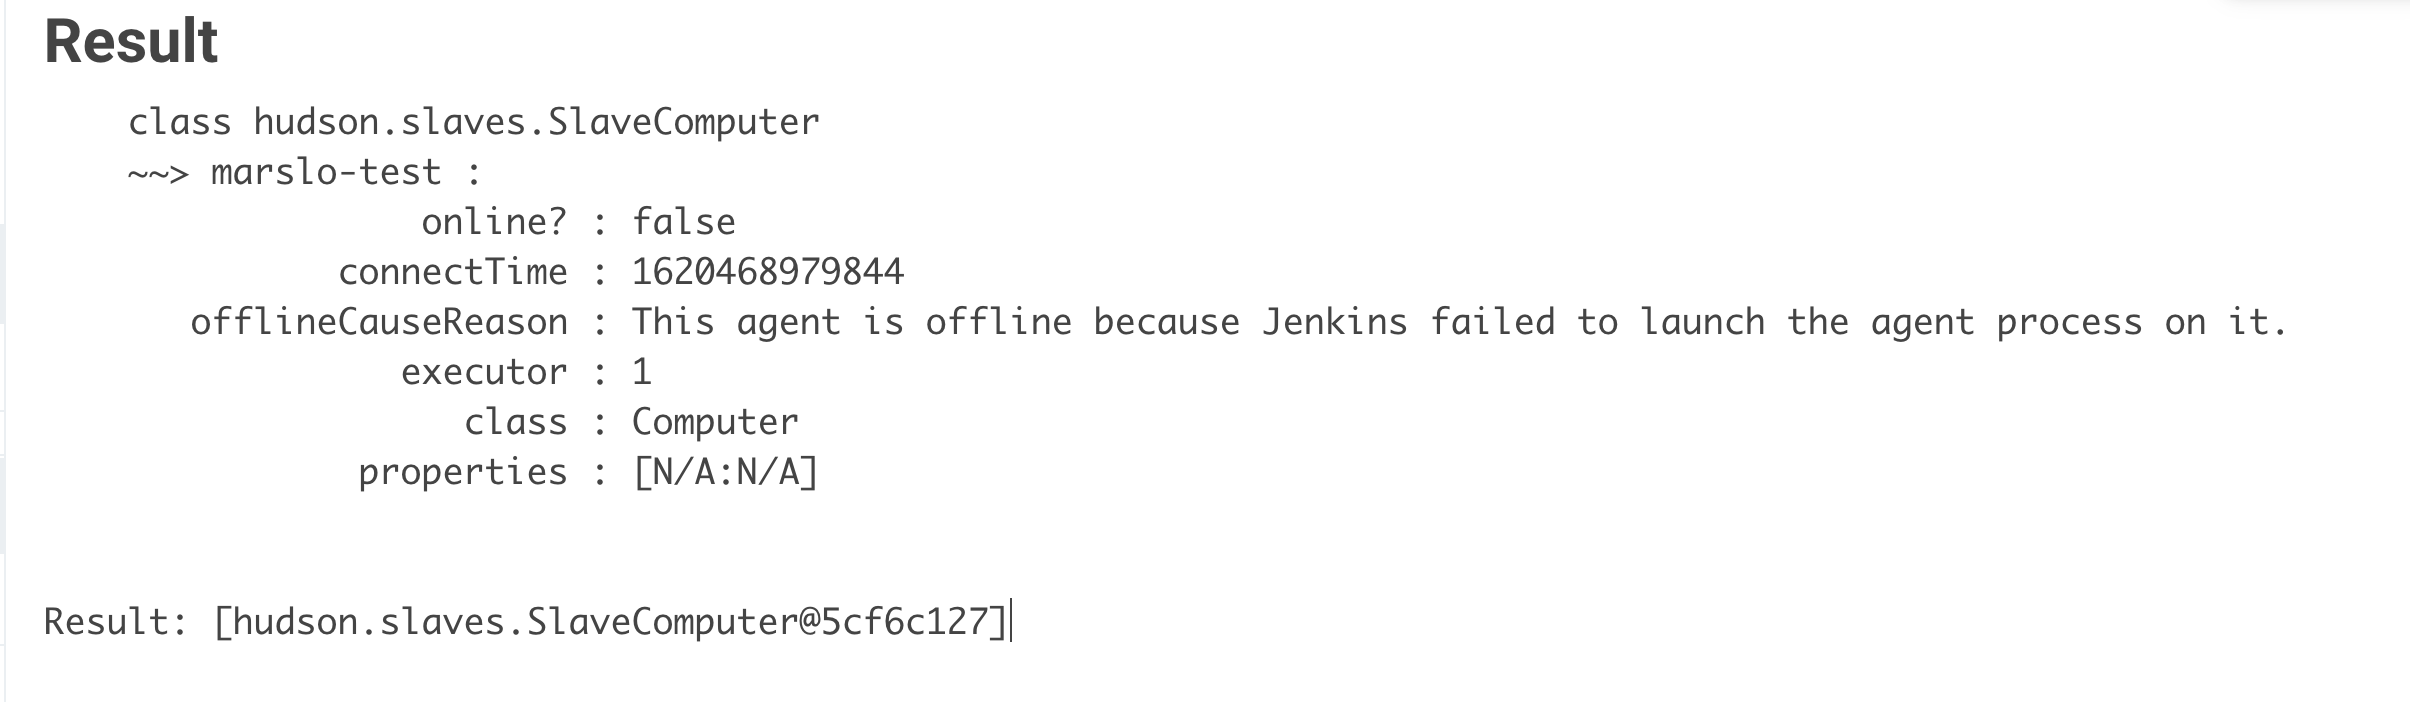 Result
class hudson.slaves.SlaveComputer
~~> marslo-test :
online? : false
connectTime : 1620468979844
offlineCauseReason : This agent is offline because Jenkins failed to launch the agent process on it.
executor : 1
class : Computer
properties : [N/A:N/A]
Result: [hudson.slaves.SlaveComputer@5cf6c127]